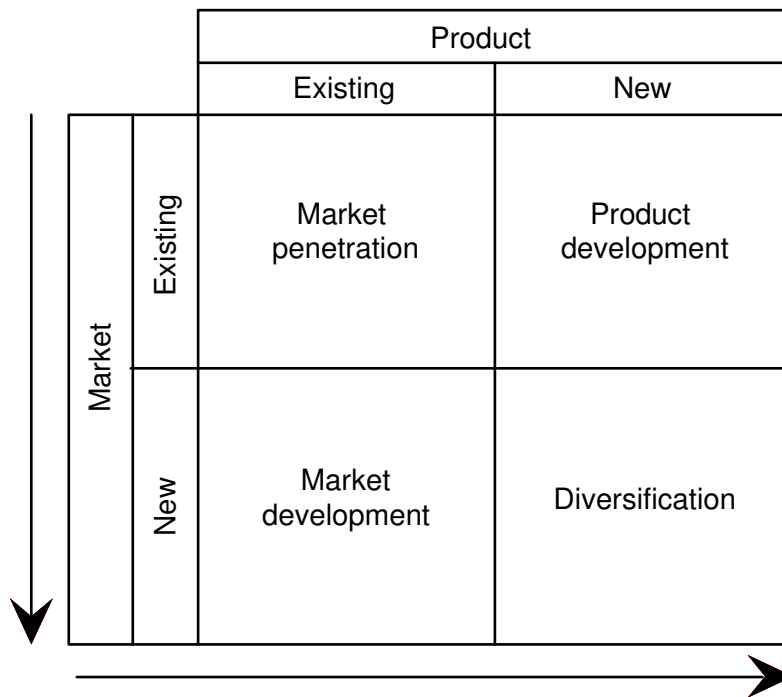 Product
Existing
New
Market
Existing
Market
penetration
Product
development
New
Market
development
Diversification